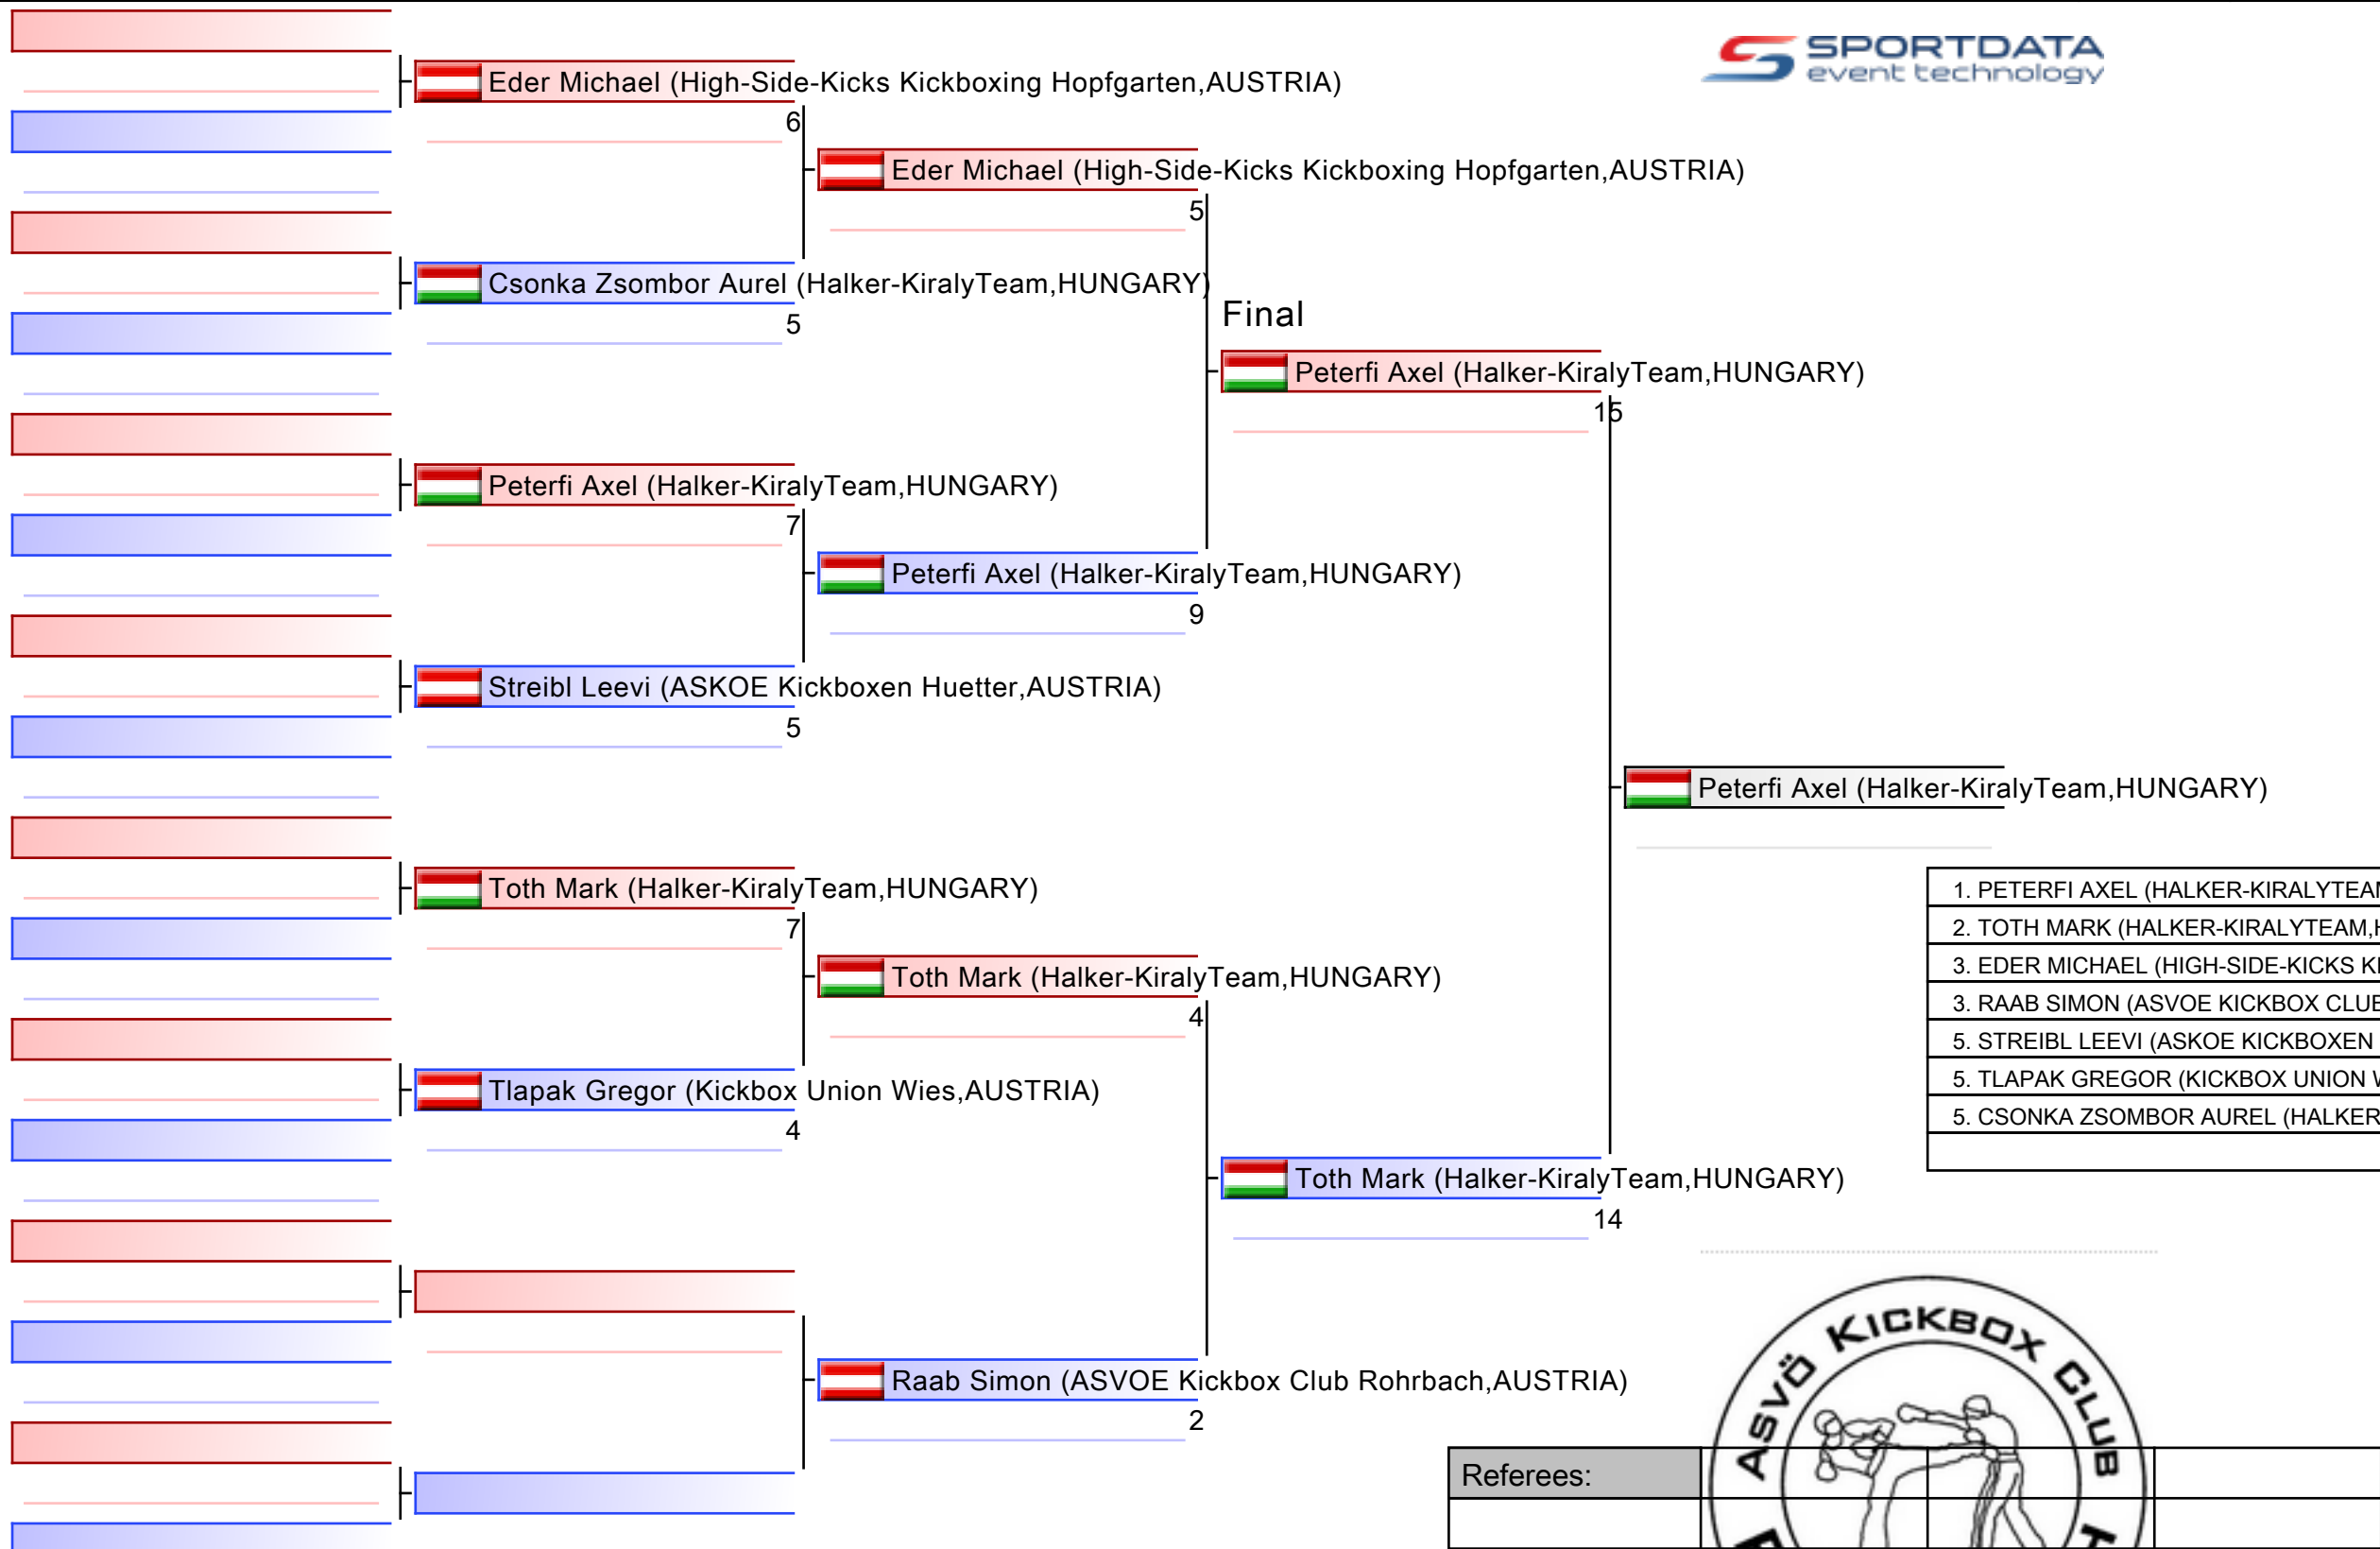 SPORTDATA
event technology
Eder Michael (High-Side-Kicks Kickboxing Hopfgarten,AUSTRIA)
6
Eder Michael (High-Side-Kicks Kickboxing Hopfgarten,AUSTRIA)
5
Csonka Zsombor Aurel (Halker-KiralyTeam,HUNGARY)
5
Final
Peterfi Axel (Halker-KiralyTeam,HUNGARY)
15
Peterfi Axel (Halker-KiralyTeam,HUNGARY)
7
Peterfi Axel (Halker-KiralyTeam,HUNGARY)
9
Streibl Leevi (ASKOE Kickboxen Huetter,AUSTRIA)
5
Peterfi Axel (Halker-KiralyTeam,HUNGARY)
Toth Mark (Halker-KiralyTeam,HUNGARY)
7
Toth Mark (Halker-KiralyTeam,HUNGARY)
4
Tlapak Gregor (Kickbox Union Wies,AUSTRIA)
4
Toth Mark (Halker-KiralyTeam,HUNGARY)
14
Raab Simon (ASVOE Kickbox Club Rohrbach,AUSTRIA)
2
1. PETERFI AXEL (HALKER-KIRALYTEAM
2. TOTH MARK (HALKER-KIRALYTEAM,H
3. EDER MICHAEL (HIGH-SIDE-KICKS KI
3. RAAB SIMON (ASVOE KICKBOX CLUB
5. STREIBL LEEVI (ASKOE KICKBOXEN
5. TLAPAK GREGOR (KICKBOX UNION W
5. CSONKA ZSOMBOR AUREL (HALKER
ASVÖ KICKBOX CLUB
Referees: